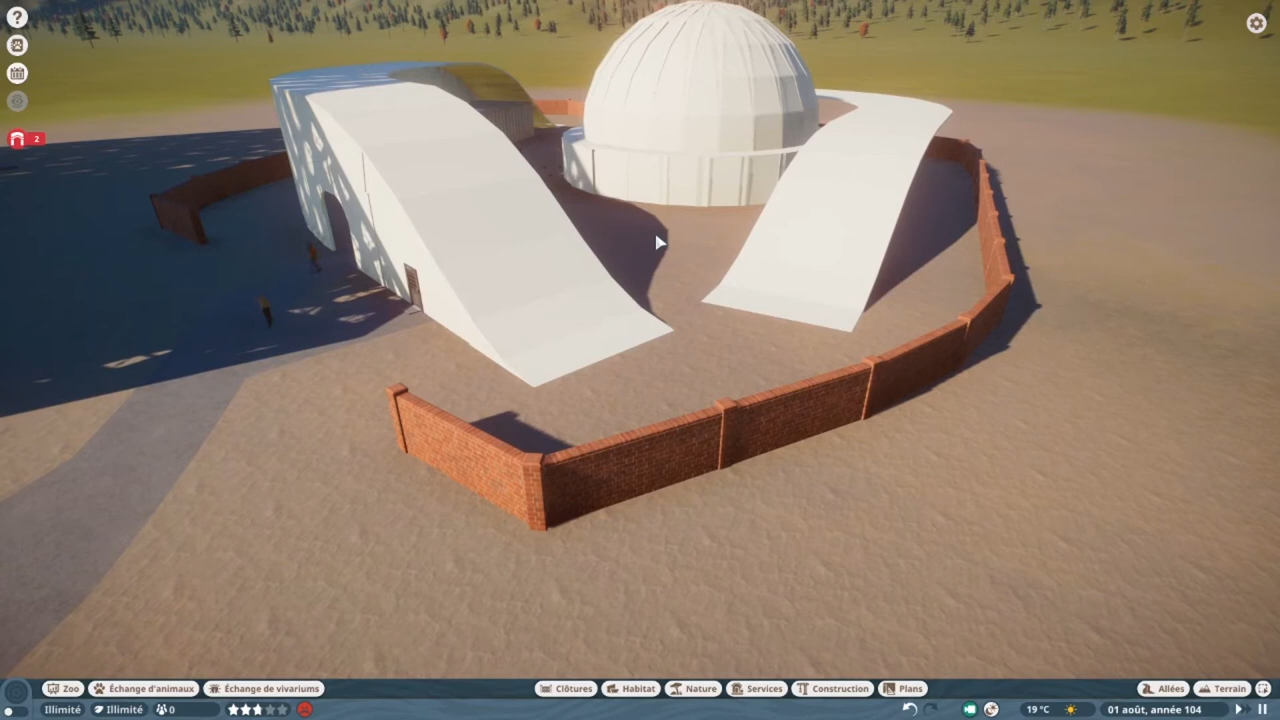 ?
2
Zoo Échange d'animaux Échange de vivariums Clôtures Habitat Nature Services Construction Plans Allées Terrain
Illimité Illimité 0 19 °C 01 août, année 104